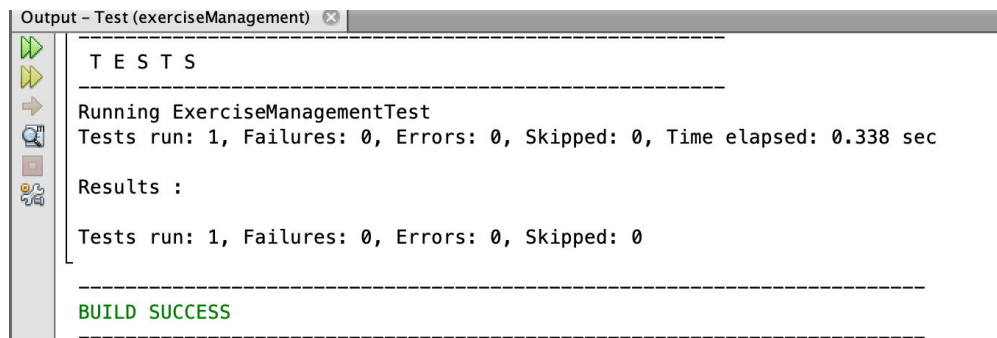 Output – Test (exerciseManagement)
-------------------------------------------------------
T E S T S
-------------------------------------------------------
Running ExerciseManagementTest
Tests run: 1, Failures: 0, Errors: 0, Skipped: 0, Time elapsed: 0.338 sec
Results :
Tests run: 1, Failures: 0, Errors: 0, Skipped: 0
------------------------------------------------------------------------
BUILD SUCCESS
------------------------------------------------------------------------